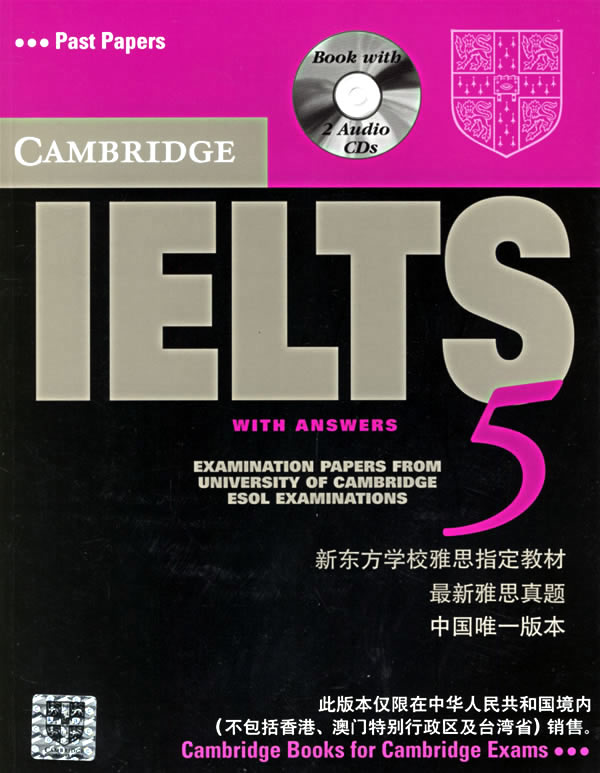 Past Papers
Book with
2 Audio
CDs
CAMBRIDGE
IELTS
5
WITH ANSWERS
EXAMINATION PAPERS FROM
UNIVERSITY OF CAMBRIDGE
ESOL EXAMINATIONS
新东方学校雅思指定教材
最新雅思真题
中国唯一版本
此版本仅限在中华人民共和国境内
（不包括香港、澳门特别行政区及台湾省）销售。
Cambridge Books for Cambridge Exams